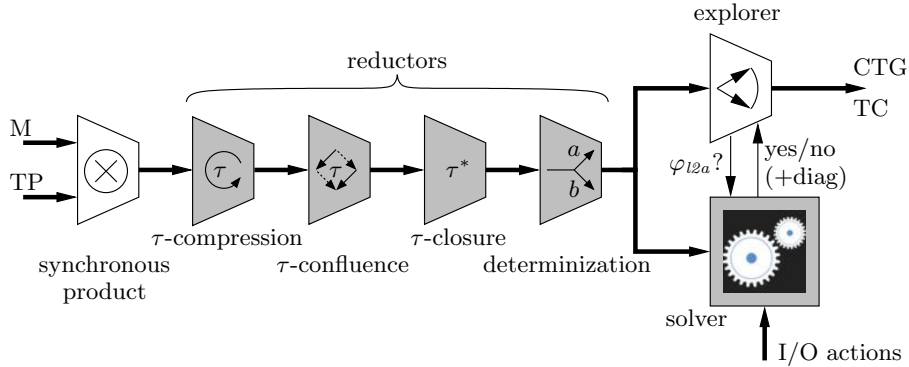 explorer
reductors
CTG
TC
M
TP
τ
τ
τ*
a
b
φl2a?
yes/no
(+diag)
τ-compression
τ-confluence
τ-closure
determinization
synchronous
product
solver
I/O actions